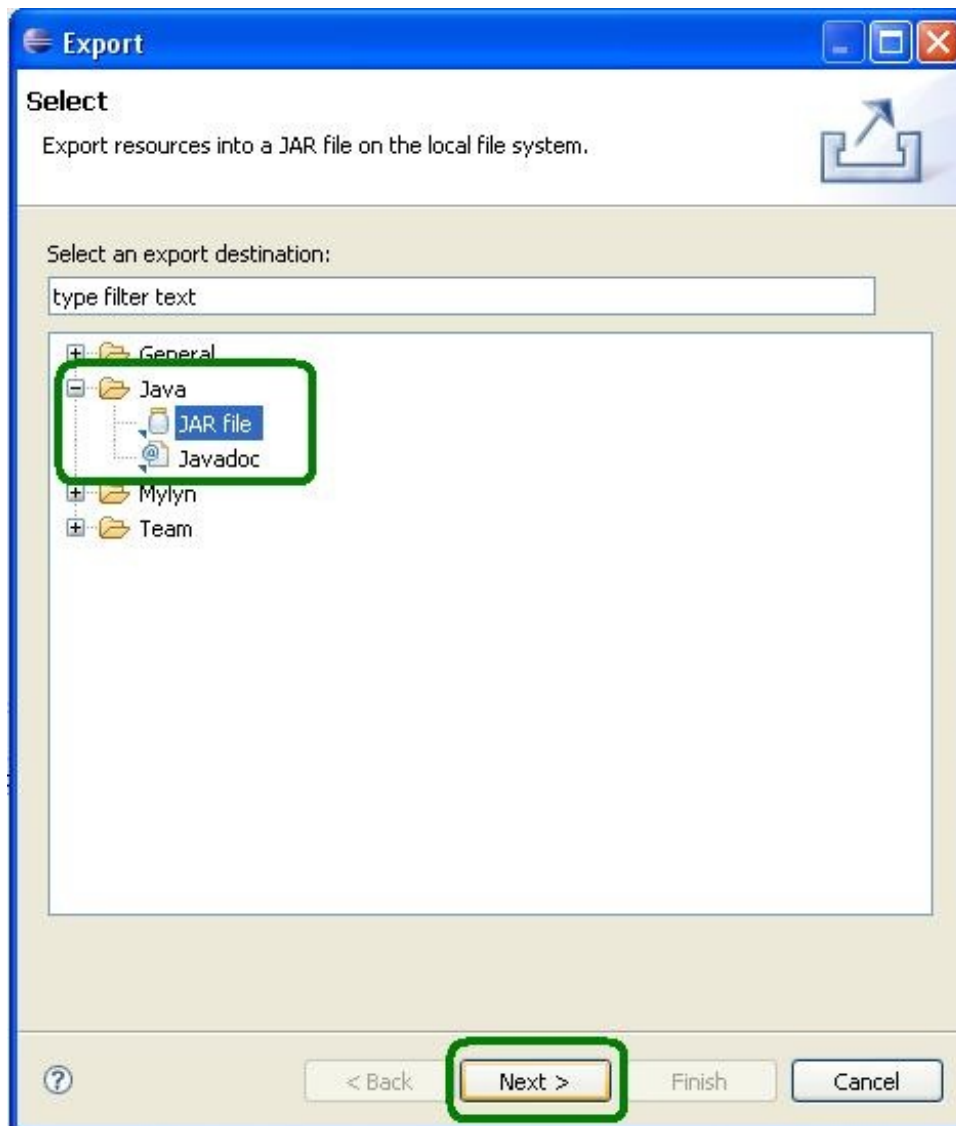 Export
Select
Export resources into a JAR file on the local file system.
Select an export destination:
type filter text
General
Java
JAR file
Javadoc
Mylyn
Team
? < Back Next > Finish Cancel